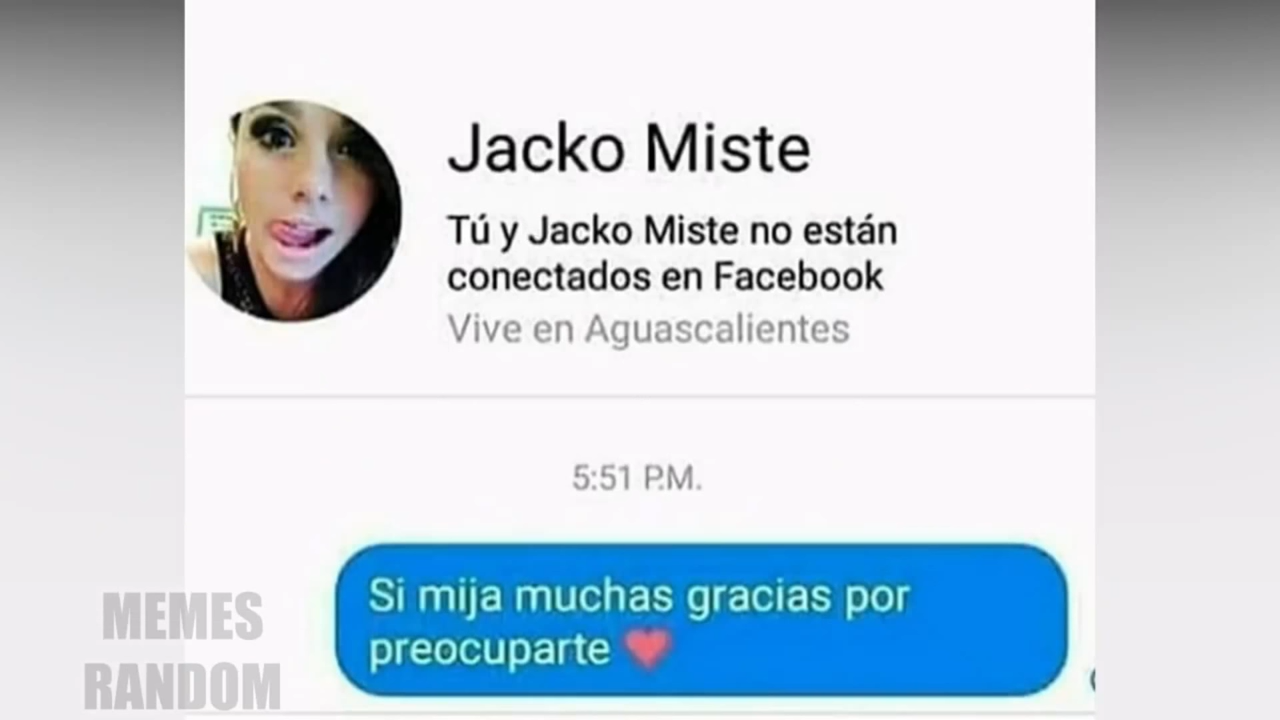 Jacko Miste
Tú y Jacko Miste no están
conectados en Facebook
Vive en Aguascalientes
5:51 P.M.
Si mija muchas gracias por
preocuparte ❤
MEMES
RANDOM